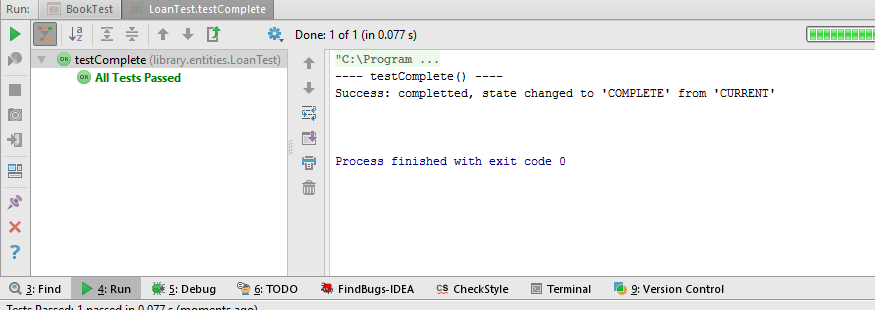 Run: BookTest LoanTest.testComplete
Done: 1 of 1 (in 0.077 s)
testComplete (library.entities.LoanTest)
OK All Tests Passed
"C:\Program ...
---- testComplete() ----
Success: completted, state changed to 'COMPLETE' from 'CURRENT'
Process finished with exit code 0
3: Find 4: Run 5: Debug 6: TODO FindBugs-IDEA CS CheckStyle Terminal 9: Version Control
Tests Passed: 1 passed in 0.077 s (moments ago)